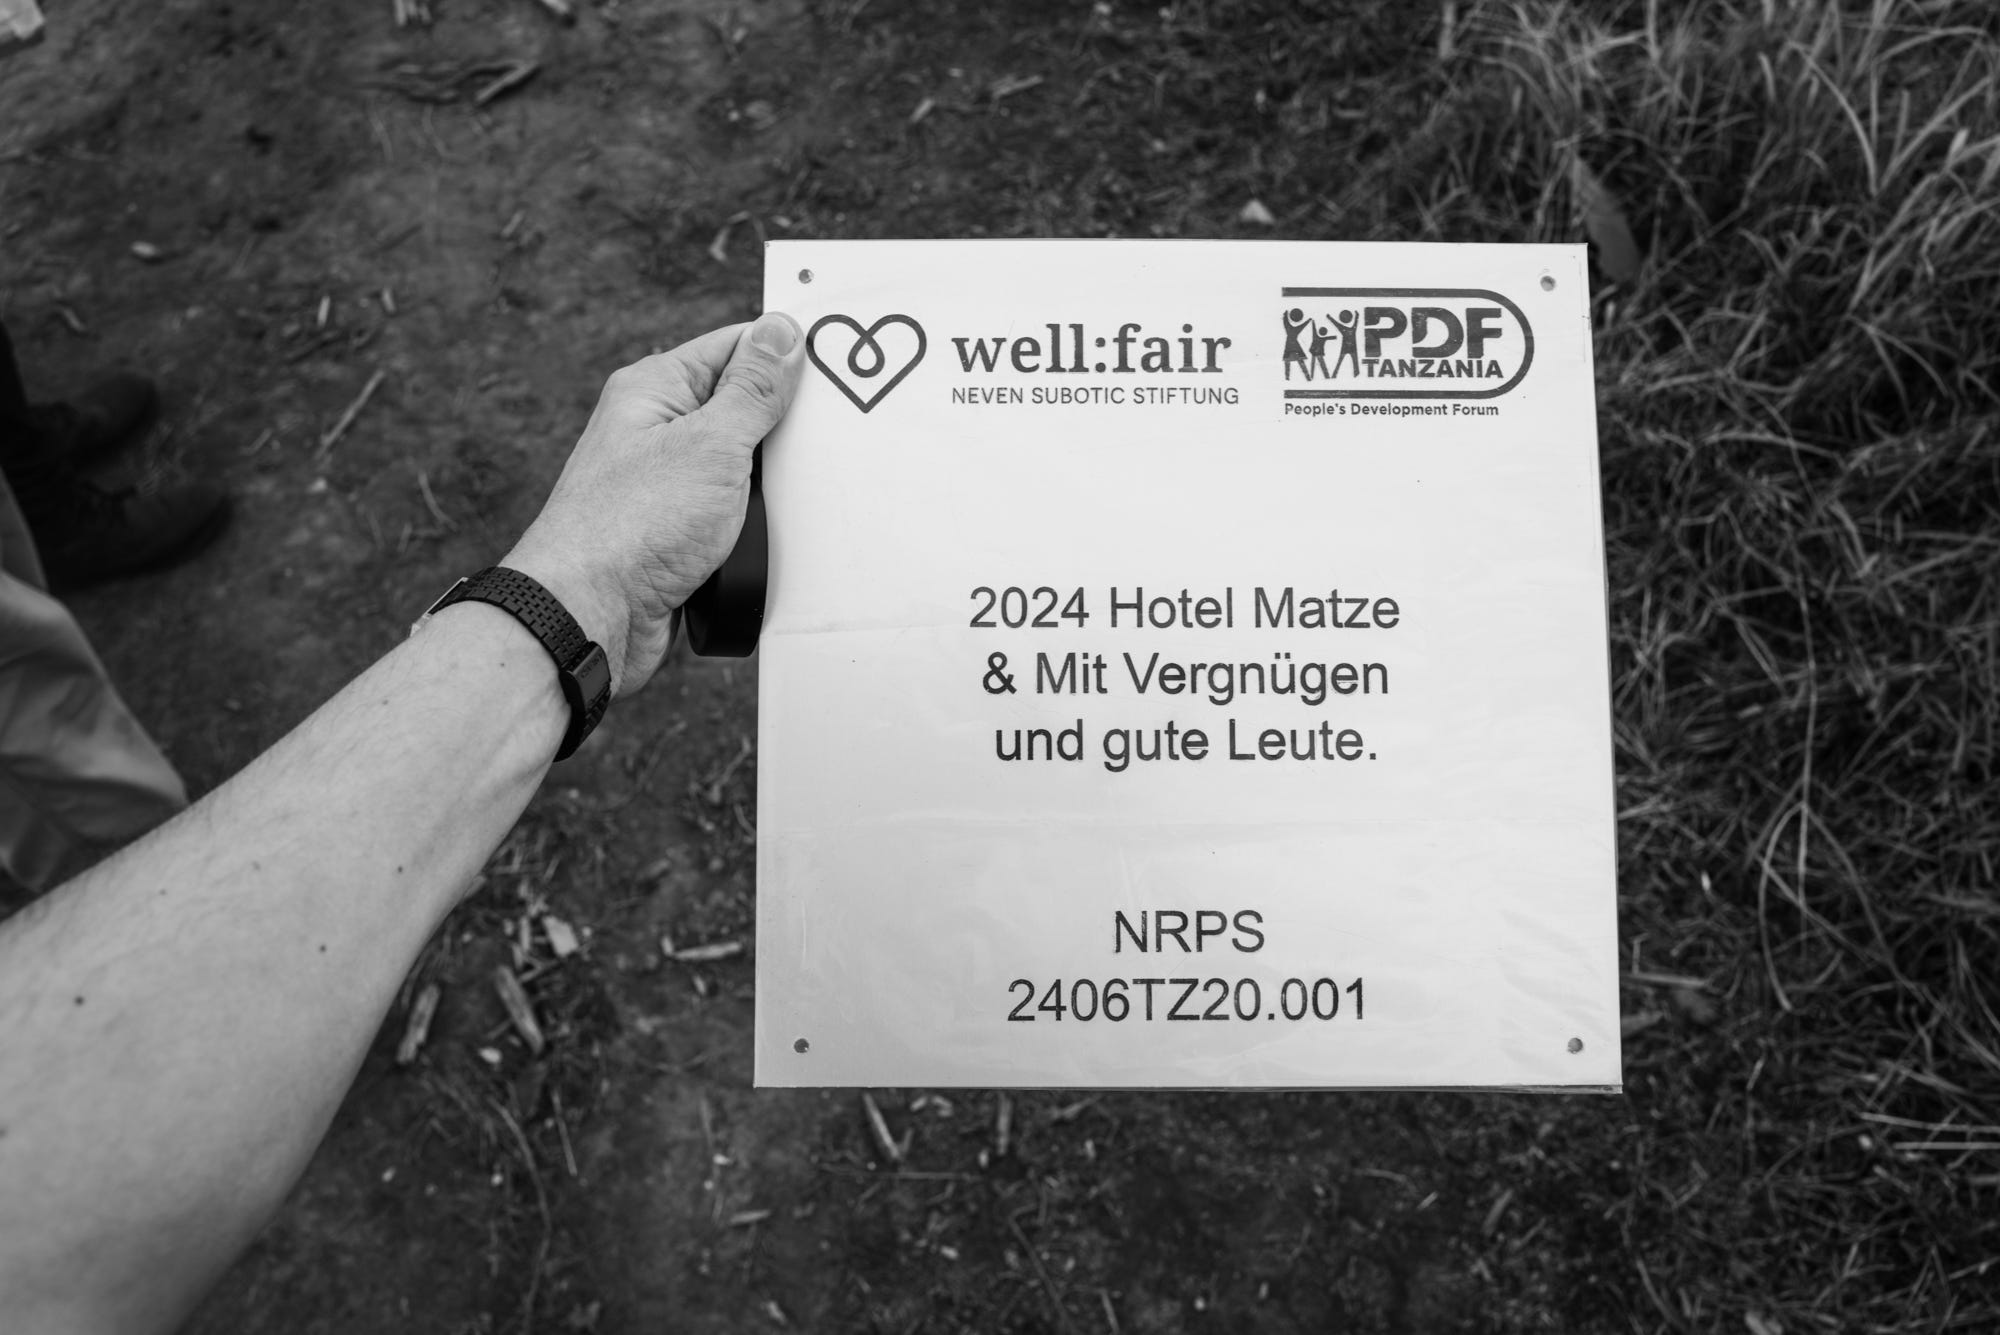 well:fair
NEVEN SUBOTIC STIFTUNG
PDF
TANZANIA
People's Development Forum
2024 Hotel Matze
& Mit Vergnügen
und gute Leute.
NRPS
2406TZ20.001